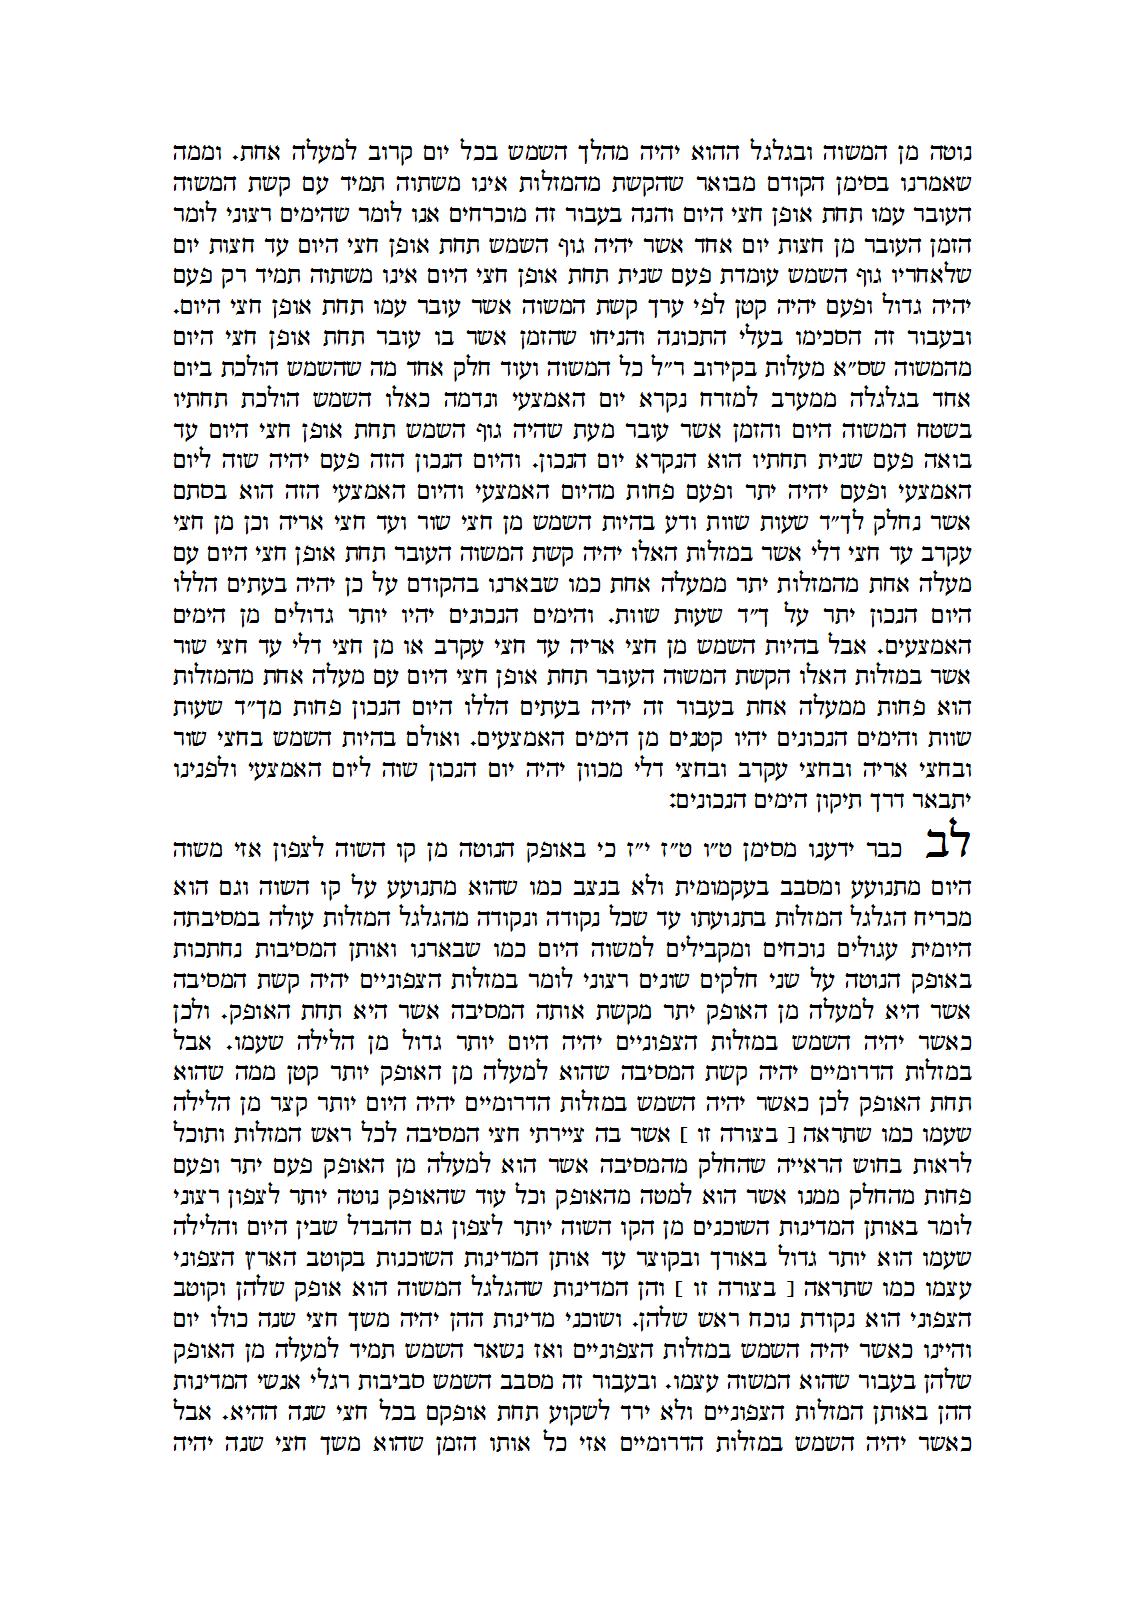 נוטה מן המשוה ובגלגל ההוא יהיה מהלך השמש בכל יום קרוב למעלה אחת. וממה
שאמרנו בסימן הקודם מבואר שהקשת מהמזלות אינו משתוה תמיד עם קשת המשוה
העובר עמו תחת אופן חצי היום והנה בעבור זה מוכרחים אנו לומר שהימים רצוני לומר
הזמן העובר מן חצות יום אחד אשר יהיה גוף השמש תחת אופן חצי היום עד חצות יום
שלאחריו גוף השמש עומדת פעם שנית תחת אופן חצי היום אינו משתוה תמיד רק פעם
יהיה גדול ופעם יהיה קטן לפי ערך קשת המשוה אשר עובר עמו תחת אופן חצי היום.
ובעבור זה הסכימו בעלי התכונה והניחו שהזמן אשר בו עובר תחת אופן חצי היום
מהמשוה שס״א מעלות בקירוב ר״ל כל המשוה ועוד חלק אחד מה שהשמש הולכת ביום
אחד בגלגלה ממערב למזרח נקרא יום האמצעי ונדמה כאלו השמש הולכת תחתיו
בשטח המשוה היום והזמן אשר עובר מעת שהיה גוף השמש תחת אופן חצי היום עד
בואה פעם שנית תחתיו הוא הנקרא יום הנכון. והיום הנכון הזה פעם יהיה שוה ליום
האמצעי ופעם יהיה יתר ופעם פחות מהיום האמצעי והיום האמצעי הזה הוא בסתם
אשר נחלק לך״ד שעות שוות ודע בהיות השמש מן חצי שור ועד חצי אריה וכן מן חצי
עקרב עד חצי דלי אשר במזלות האלו יהיה קשת המשוה העובר תחת אופן חצי היום עם
מעלה אחת מהמזלות יתר ממעלה אחת כמו שבארנו בהקודם על כן יהיה בעתים הללו
היום הנכון יתר על ך״ד שעות שוות. והימים הנכונים יהיו יותר גדולים מן הימים
האמצעים. אבל בהיות השמש מן חצי אריה עד חצי עקרב או מן חצי דלי עד חצי שור
אשר במזלות האלו הקשת המשוה העובר תחת אופן חצי היום עם מעלה אחת מהמזלות
הוא פחות ממעלה אחת בעבור זה יהיה בעתים הללו היום הנכון פחות מך״ד שעות
שוות והימים הנכונים יהיו קטנים מן הימים האמצעים. ואולם בהיות השמש בחצי שור
ובחצי אריה ובחצי עקרב ובחצי דלי מכוון יהיה יום הנכון שוה ליום האמצעי ולפנינו
יתבאר דרך תיקון הימים הנכונים:
לב כבר ידענו מסימן ט״ו ט״ז י״ז כי באופק הנוטה מן קו השוה לצפון אזי משוה
היום מתנועע ומסבב בעקמומית ולא בנצב כמו שהוא מתנועע על קו השוה וגם הוא
מכריח הגלגל המזלות בתנועתו עד שכל נקודה ונקודה מהגלגל המזלות עולה במסיבתה
היומית עגולים נוכחים ומקבילים למשוה היום כמו שבארנו ואותן המסיבות נחתכות
באופק הנוטה על שני חלקים שונים רצוני לומר במזלות הצפוניים יהיה קשת המסיבה
אשר היא למעלה מן האופק יתר מקשת אותה המסיבה אשר היא תחת האופק. ולכן
כאשר יהיה השמש במזלות הצפוניים יהיה היום יותר גדול מן הלילה שעמו. אבל
במזלות הדרומיים יהיה קשת המסיבה שהוא למעלה מן האופק יותר קטן ממה שהוא
תחת האופק לכן כאשר יהיה השמש במזלות הדרומיים יהיה היום יותר קצר מן הלילה
שעמו כמו שתראה [ בצורה זו ] אשר בה ציירתי חצי המסיבה לכל ראש המזלות ותוכל
לראות בחוש הראייה שהחלק מהמסיבה אשר הוא למעלה מן האופק פעם יתר ופעם
פחות מהחלק ממנו אשר הוא למטה מהאופק וכל עוד שהאופק נוטה יותר לצפון רצוני
לומר באותן המדינות השוכנים מן הקו השוה יותר לצפון גם ההבדל שבין היום והלילה
שעמו הוא יותר גדול באורך ובקוצר עד אותן המדינות השוכנות בקוטב הארץ הצפוני
עצמו כמו שתראה [ בצורה זו ] והן המדינות שהגלגל המשוה הוא אופק שלהן וקוטב
הצפוני הוא נקודת נוכח ראש שלהן. ושוכני מדינות ההן יהיה משך חצי שנה כולו יום
והיינו כאשר יהיה השמש במזלות הצפוניים ואז נשאר השמש תמיד למעלה מן האופק
שלהן בעבור שהוא המשוה עצמו. ובעבור זה מסבב השמש סביבות רגלי אנשי המדינות
ההן באותן המזלות הצפוניים ולא ירד לשקוע תחת אופקם בכל חצי שנה ההיא. אבל
כאשר יהיה השמש במזלות הדרומיים אזי כל אותו הזמן שהוא משך חצי שנה יהיה